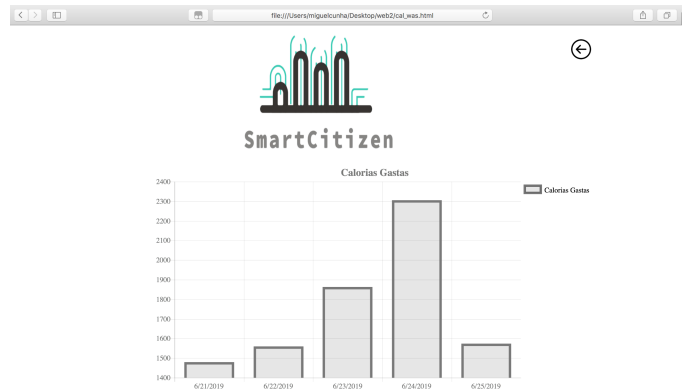 file:///Users/miguelcunha/Desktop/web2/cal_was.html
SmartCitizen
Calorias Gastas
Calorias Gastas
2400
2300
2200
2100
2000
1900
1800
1700
1600
1500
1400
6/21/2019 6/22/2019 6/23/2019 6/24/2019 6/25/2019